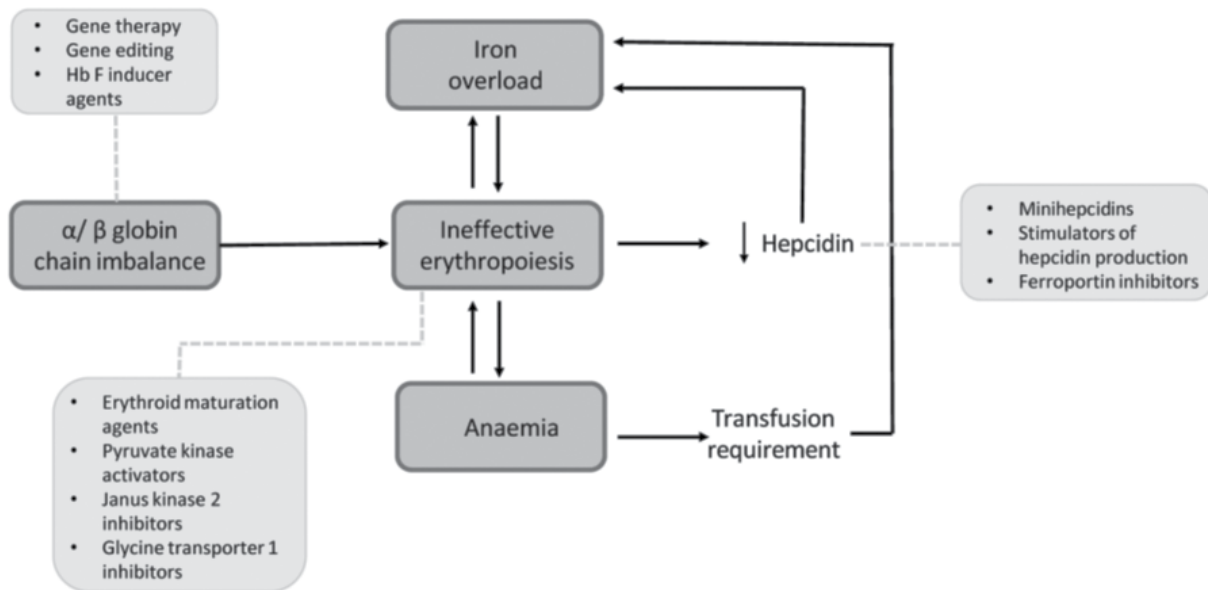 • Gene therapy
• Gene editing
• Hb F inducer
agents
Iron
overload
α/ β globin
chain imbalance
Ineffective
erythropoiesis
↓ Hepcidin
• Minihepcidins
• Stimulators of
hepcidin production
• Ferroportin inhibitors
• Erythroid maturation
agents
• Pyruvate kinase
activators
• Janus kinase 2
inhibitors
• Glycine transporter 1
inhibitors
Anaemia
Transfusion
requirement